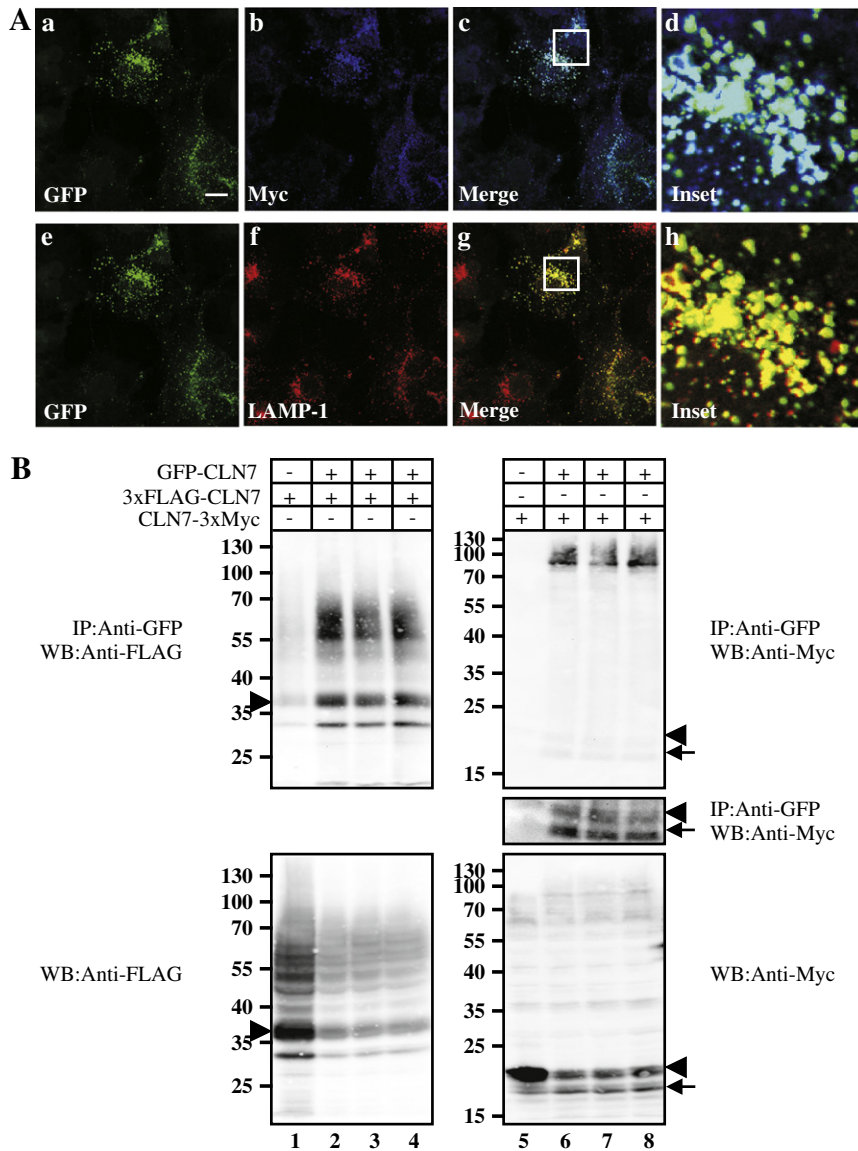 A
a
b
c
d
GFP
Myc
Merge
Inset
e
f
g
h
GFP
LAMP-1
Merge
Inset
B
GFP-CLN7 - + + + - + + +
3xFLAG-CLN7 + + + + - - - -
CLN7-3xMyc - - - - + + + +
IP:Anti-GFP
WB:Anti-FLAG
130
100
70
55
40
35
25
130
100
70
55
40
35
25
15
IP:Anti-GFP
WB:Anti-Myc
IP:Anti-GFP
WB:Anti-Myc
WB:Anti-FLAG
130
100
70
55
40
35
25
130
100
70
55
40
35
25
15
WB:Anti-Myc
1 2 3 4 5 6 7 8